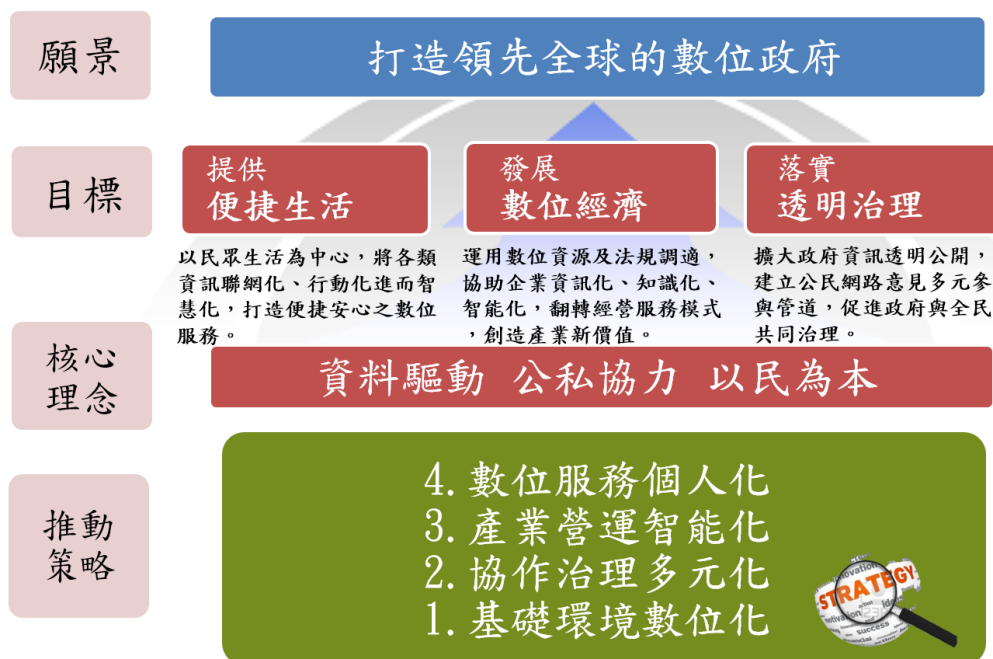 願景
打造領先全球的數位政府
目標
提供
便捷生活
以民眾生活為中心，將各類
資訊聯網化、行動化進而智
慧化，打造便捷安心之數位
服務。
發展
數位經濟
運用數位資源及法規調適，
協助企業資訊化、知識化、
智能化，翻轉經營服務模式
，創造產業新價值。
落實
透明治理
擴大政府資訊透明公開，
建立公民網路意見多元參
與管道，促進政府與全民
共同治理。
核心
理念
資料驅動 公私協力 以民為本
推動
策略
4. 數位服務個人化
3. 產業營運智能化
2. 協作治理多元化
1. 基礎環境數位化
STRATEGY
success
23